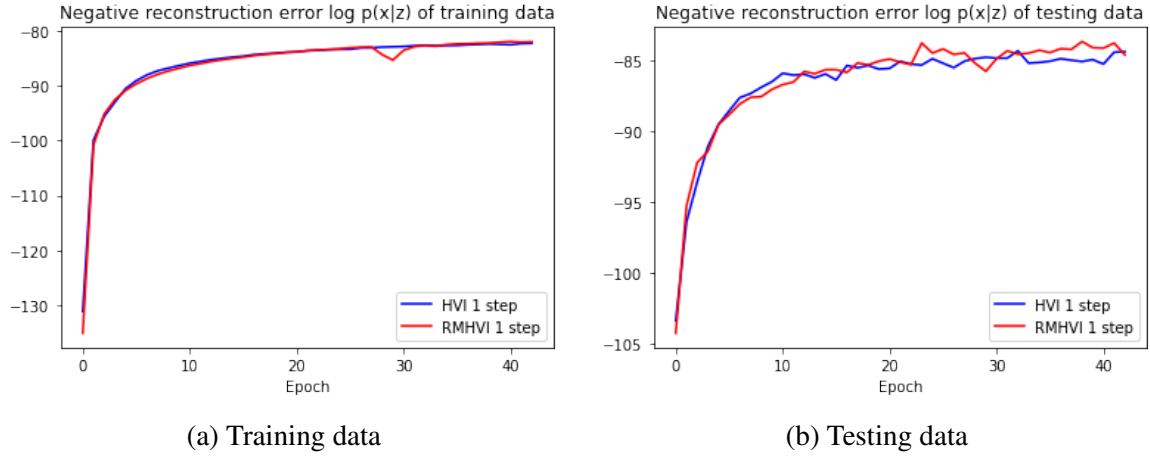 Negative reconstruction error log p(x|z) of training data
−80
−90
−100
−110
−120
−130
0
10
20
30
40
Epoch
HVI 1 step
RMHVI 1 step
(a) Training data
Negative reconstruction error log p(x|z) of testing data
−85
−90
−95
−100
−105
0
10
20
30
40
Epoch
HVI 1 step
RMHVI 1 step
(b) Testing data